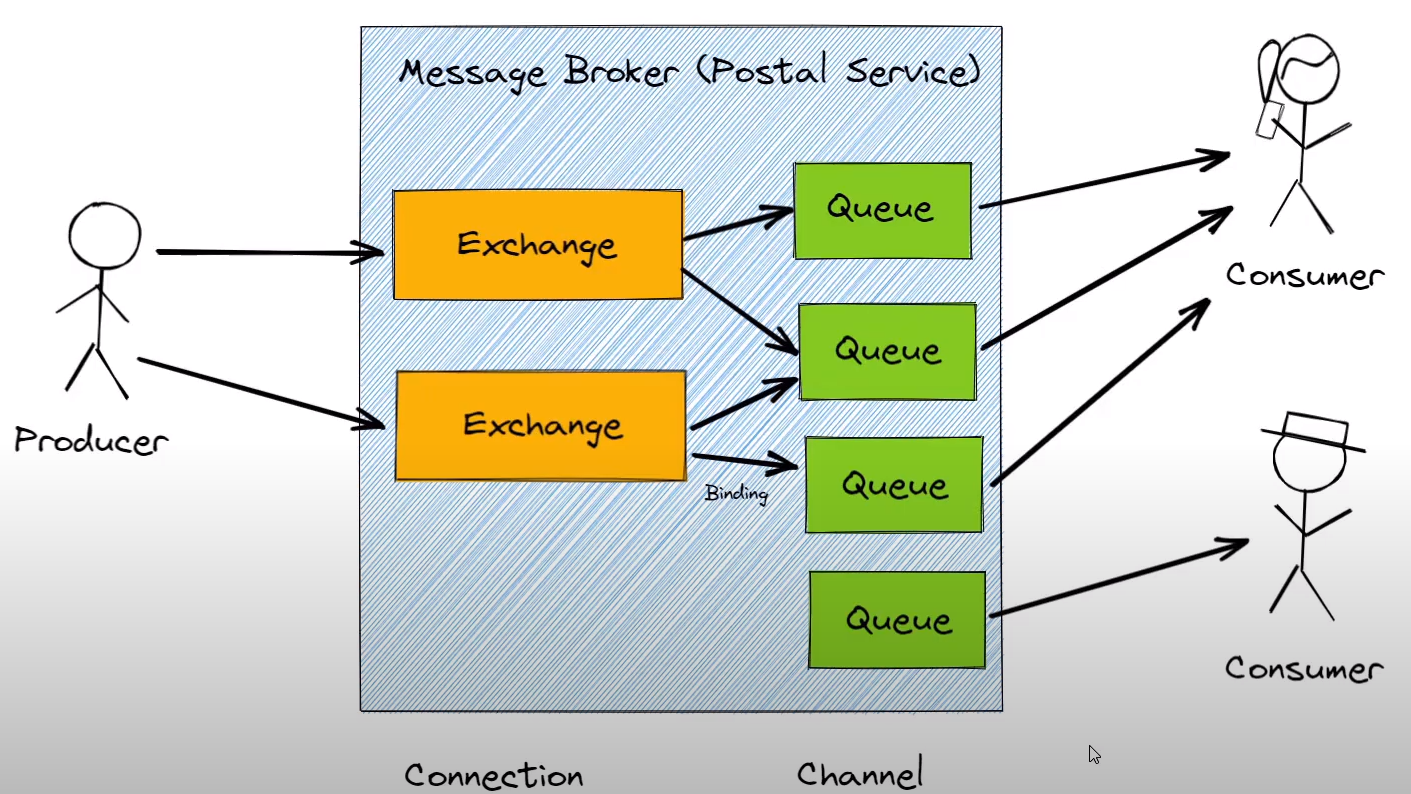 Message Broker (Postal Service)
Queue
Exchange
Consumer
Queue
Exchange
Producer
Queue
Binding
Queue
Consumer
Connection
Channel